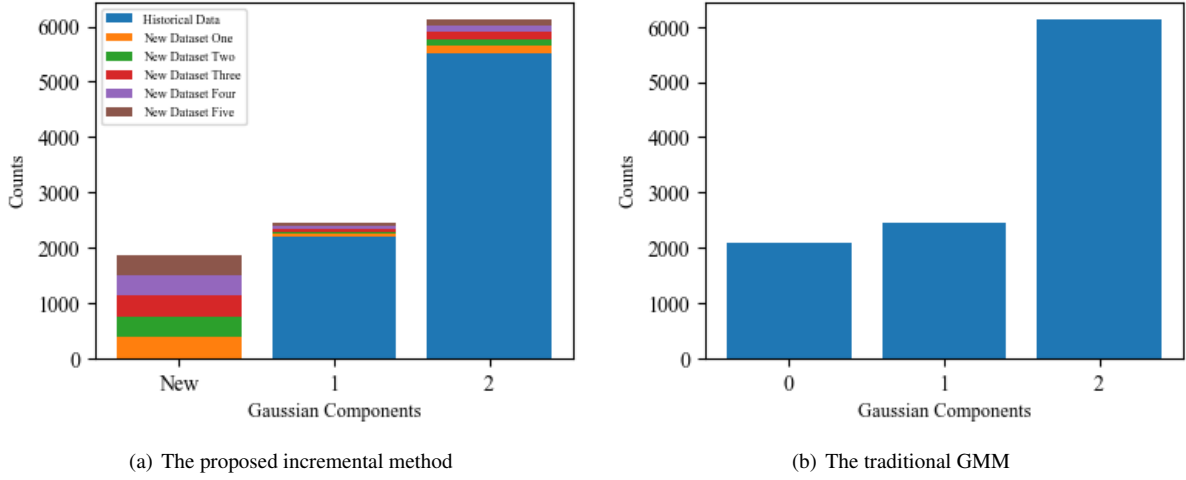 6000
5000
4000
3000
2000
1000
0
Counts
Historical Data
New Dataset One
New Dataset Two
New Dataset Three
New Dataset Four
New Dataset Five
New 1 2
Gaussian Components
(a) The proposed incremental method
6000
5000
4000
3000
2000
1000
0
Counts
0 1 2
Gaussian Components
(b) The traditional GMM